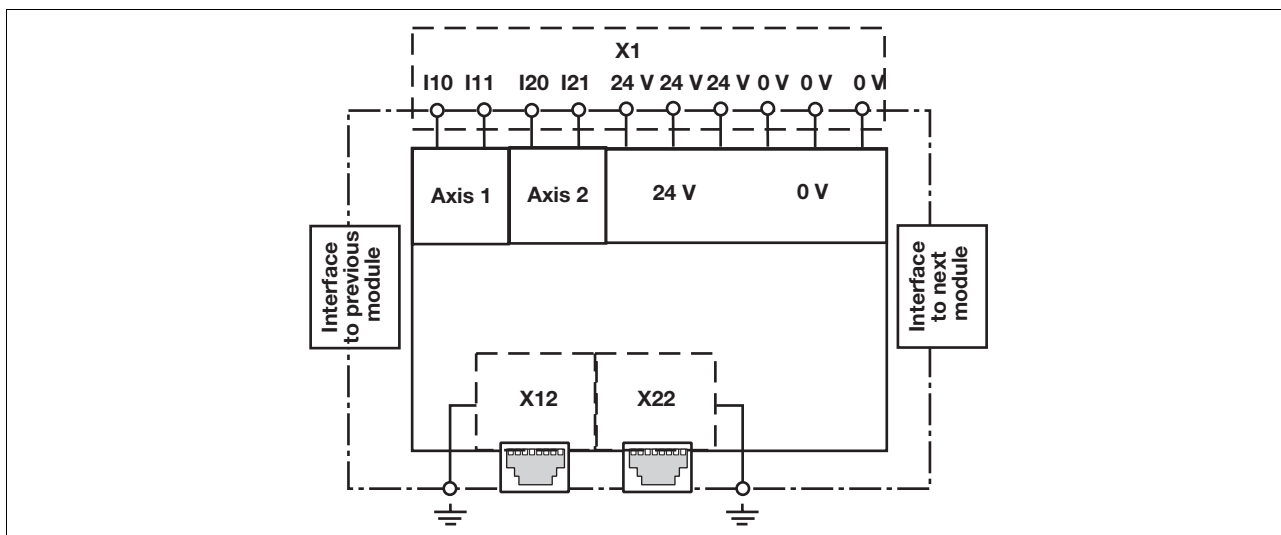 X1
I10 I11 I20 I21 24 V 24 V 24 V 0 V 0 V 0 V
Axis 1 Axis 2 24 V 0 V
Interface
to previous
module
Interface
to next
module
X12 X22